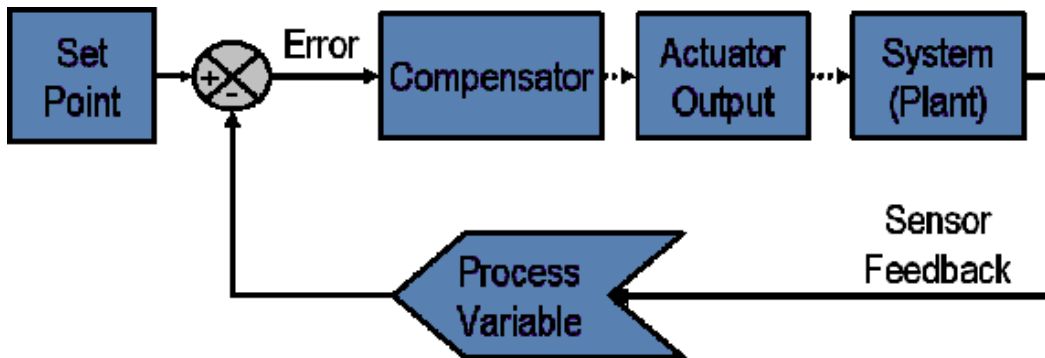 Set
Point
+
-
Error
Compensator
Actuator
Output
System
(Plant)
Sensor
Feedback
Process
Variable